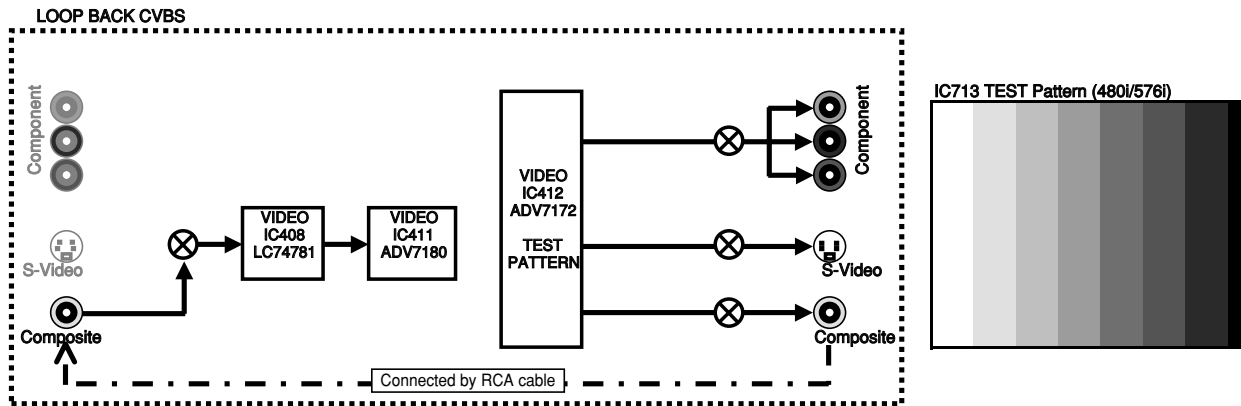 LOOP BACK CVBS
Component
S-Video
Composite
VIDEO
IC408
LC74781
VIDEO
IC411
ADV7180
VIDEO
IC412
ADV7172
TEST
PATTERN
Component
S-Video
Composite
Connected by RCA cable
IC713 TEST Pattern (480i/576i)